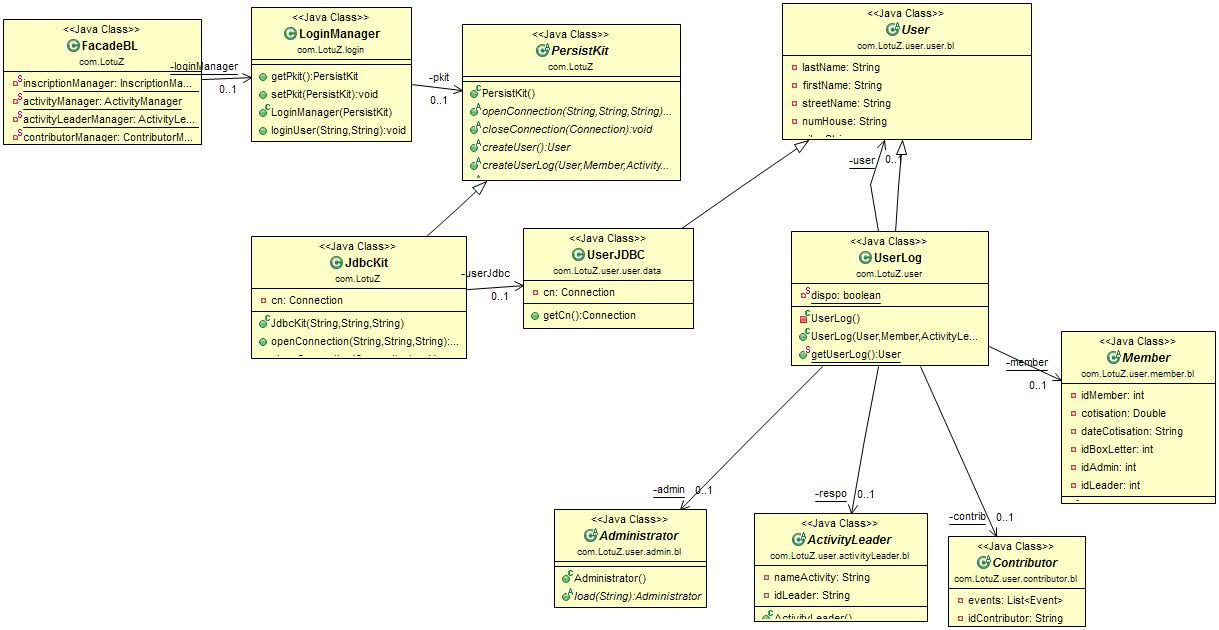 <<Java Class>>
FacadeBL
com.LotuZ
inscriptionManager: InscriptionMa...
activityManager: ActivityManager
activityLeaderManager: ActivityLe...
contributorManager: ContributorM...
-loginManager
0..1
<<Java Class>>
LoginManager
com.LotuZ.login
getPkit():PersistKit
setPkit(PersistKit):void
LoginManager(PersistKit)
loginUser(String,String):void
-pkit
0..1
<<Java Class>>
PersistKit
com.LotuZ
PersistKit()
openConnection(String,String,String)...
closeConnection(Connection):void
createUser():User
createUserLog(User,Member,Activity...
<<Java Class>>
User
com.LotuZ.user.user.bl
lastName: String
firstName: String
streetName: String
numHouse: String
-user
0..1
<<Java Class>>
JdbcKit
com.LotuZ
cn: Connection
JdbcKit(String,String,String)
openConnection(String,String,String):...
-userJdbc
0..1
<<Java Class>>
UserJDBC
com.LotuZ.user.user.data
cn: Connection
getCn():Connection
<<Java Class>>
UserLog
com.LotuZ.user
dispo: boolean
UserLog()
UserLog(User,Member,ActivityLe...
getUserLog():User
-member
0..1
<<Java Class>>
Member
com.LotuZ.user.member.bl
idMember: int
cotisation: Double
dateCotisation: String
idBoxLetter: int
idAdmin: int
idLeader: int
-admin
0..1
<<Java Class>>
Administrator
com.LotuZ.user.admin.bl
Administrator()
load(String):Administrator
-respo
0..1
<<Java Class>>
ActivityLeader
com.LotuZ.user.activityLeader.bl
nameActivity: String
idLeader: String
ActivityLeader()
-contrib
0..1
<<Java Class>>
Contributor
com.LotuZ.user.contributor.bl
events: List<Event>
idContributor: String